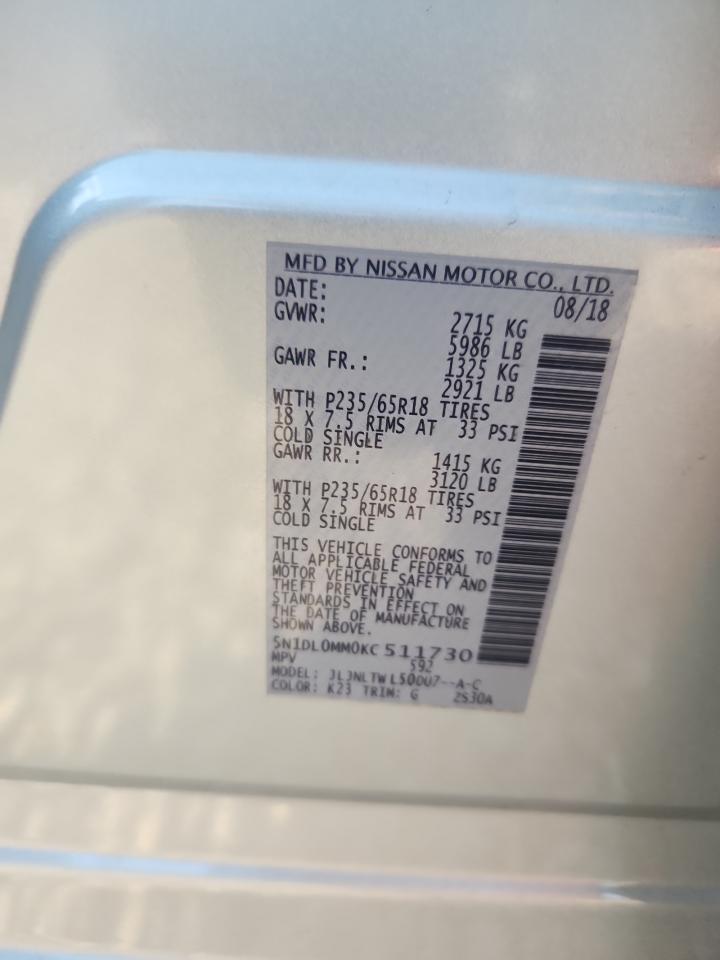 MFD BY NISSAN MOTOR CO., LTD.
DATE: 08/18
GVWR: 2715 KG
5986 LB
GAWR FR.: 1325 KG
2921 LB
WITH P235/65R18 TIRES
18 X 7.5 RIMS AT 33 PSI
COLD SINGLE
GAWR RR.: 1415 KG
3120 LB
WITH P235/65R18 TIRES
18 X 7.5 RIMS AT 33 PSI
COLD SINGLE
THIS VEHICLE CONFORMS TO
ALL APPLICABLE FEDERAL
MOTOR VEHICLE SAFETY AND
THEFT PREVENTION
STANDARDS IN EFFECT ON
THE DATE OF MANUFACTURE
SHOWN ABOVE.
5N1DL0MM0KC511730
MPV 592
MODEL: JLJNLTWL50DU7--A-C
COLOR: K23 TRIM: G 2S30A